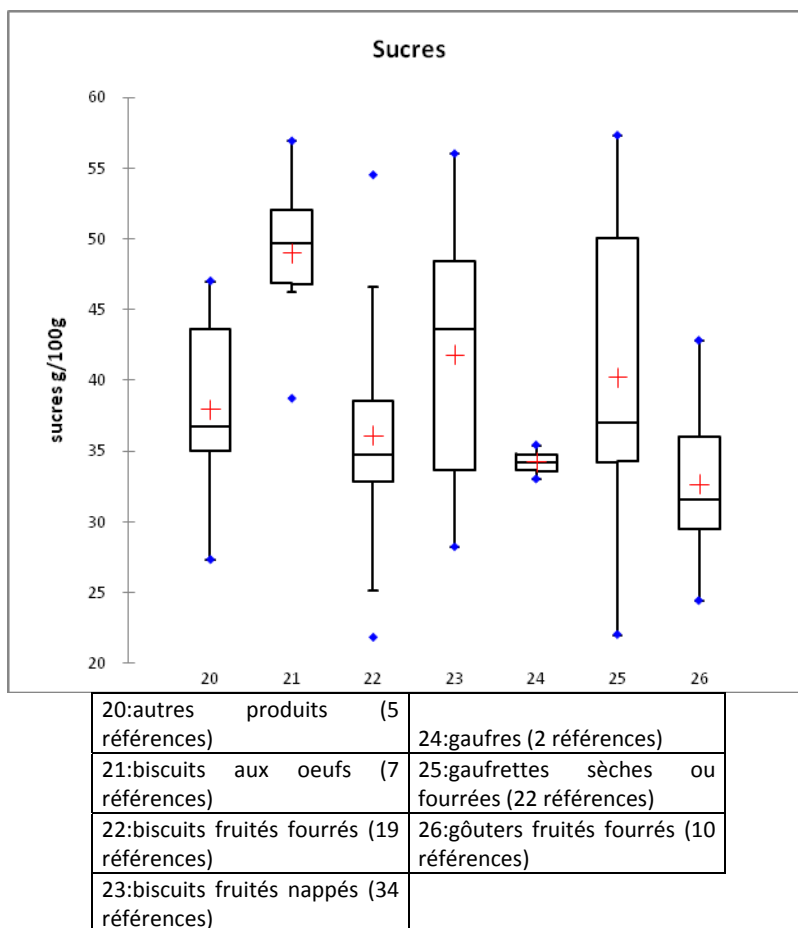 Sucres
sucres g/100g
60
55
50
45
40
35
30
25
20
20 21 22 23 24 25 26
20:autres produits (5
références)
24:gaufres (2 références)
21:biscuits aux oeufs (7
références)
25:gaufrettes sèches ou
fourrées (22 références)
22:biscuits fruités fourrés (19
références)
26:gôuters fruités fourrés (10
références)
23:biscuits fruités nappés (34
références)